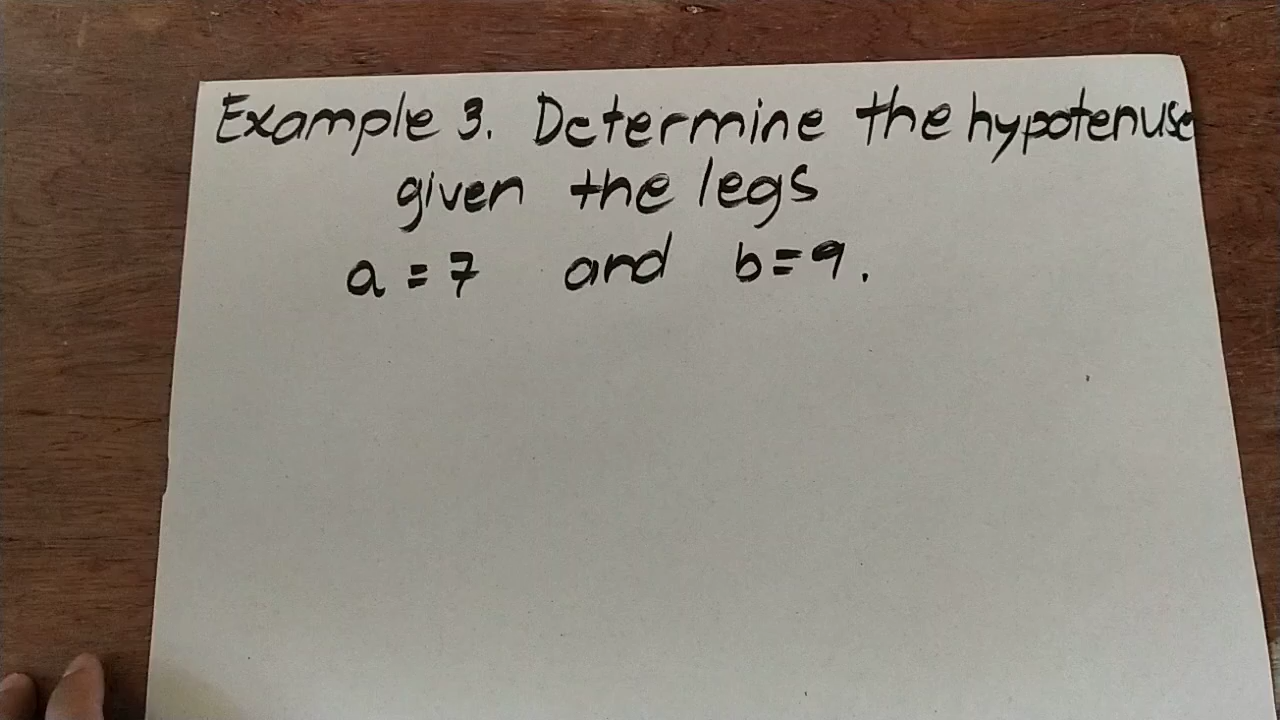 Example 3. Determine the hypotenuse
given the legs
a = 7 and b = 9.